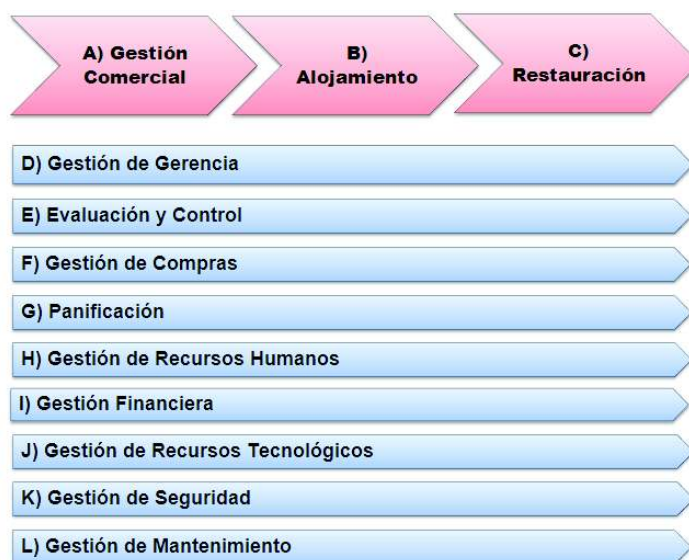 A) Gestión
Comercial
B)
Alojamiento
C)
Restauración
D) Gestión de Gerencia
E) Evaluación y Control
F) Gestión de Compras
G) Panificación
H) Gestión de Recursos Humanos
I) Gestión Financiera
J) Gestión de Recursos Tecnológicos
K) Gestión de Seguridad
L) Gestión de Mantenimiento